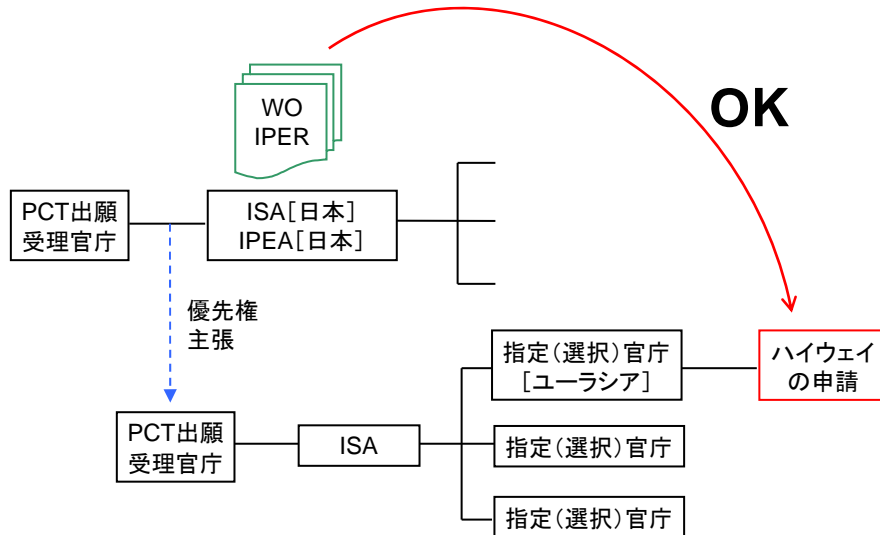 WO
IPER
OK
PCT出願
受理官庁
ISA[日本]
IPEA[日本]
優先権
主張
指定(選択)官庁
[ユーラシア]
ハイウェイ
の申請
PCT出願
受理官庁
ISA
指定(選択)官庁
指定(選択)官庁